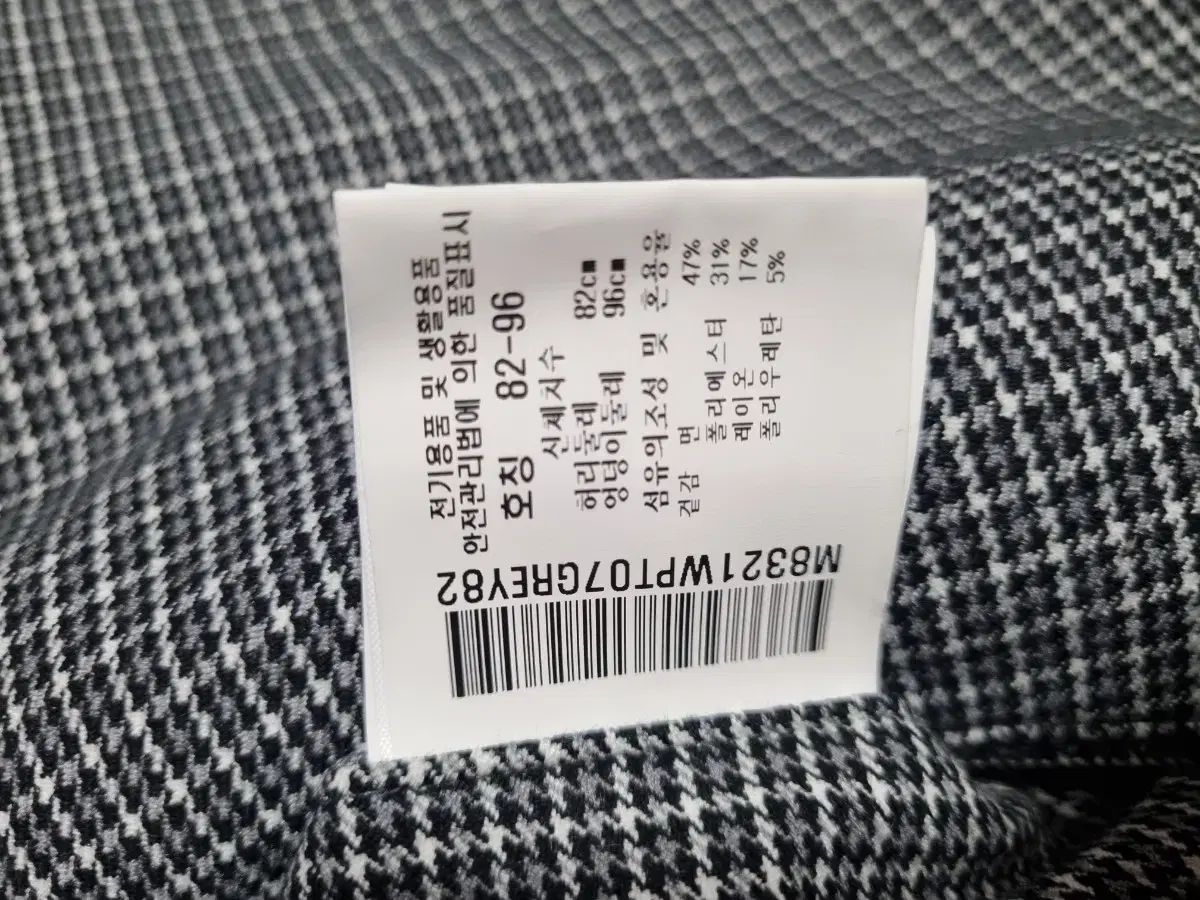 전기용품 및 생활용품
안전관리법에 의한 품질표시
호칭 82-96
신체치수
허리둘레 82cm
엉덩이둘레 96cm
섬유의조성 및 혼용율
겉감
면 47%
폴리에스터 31%
레이온 17%
폴리우레탄 5%
M8321WPT07GREY82